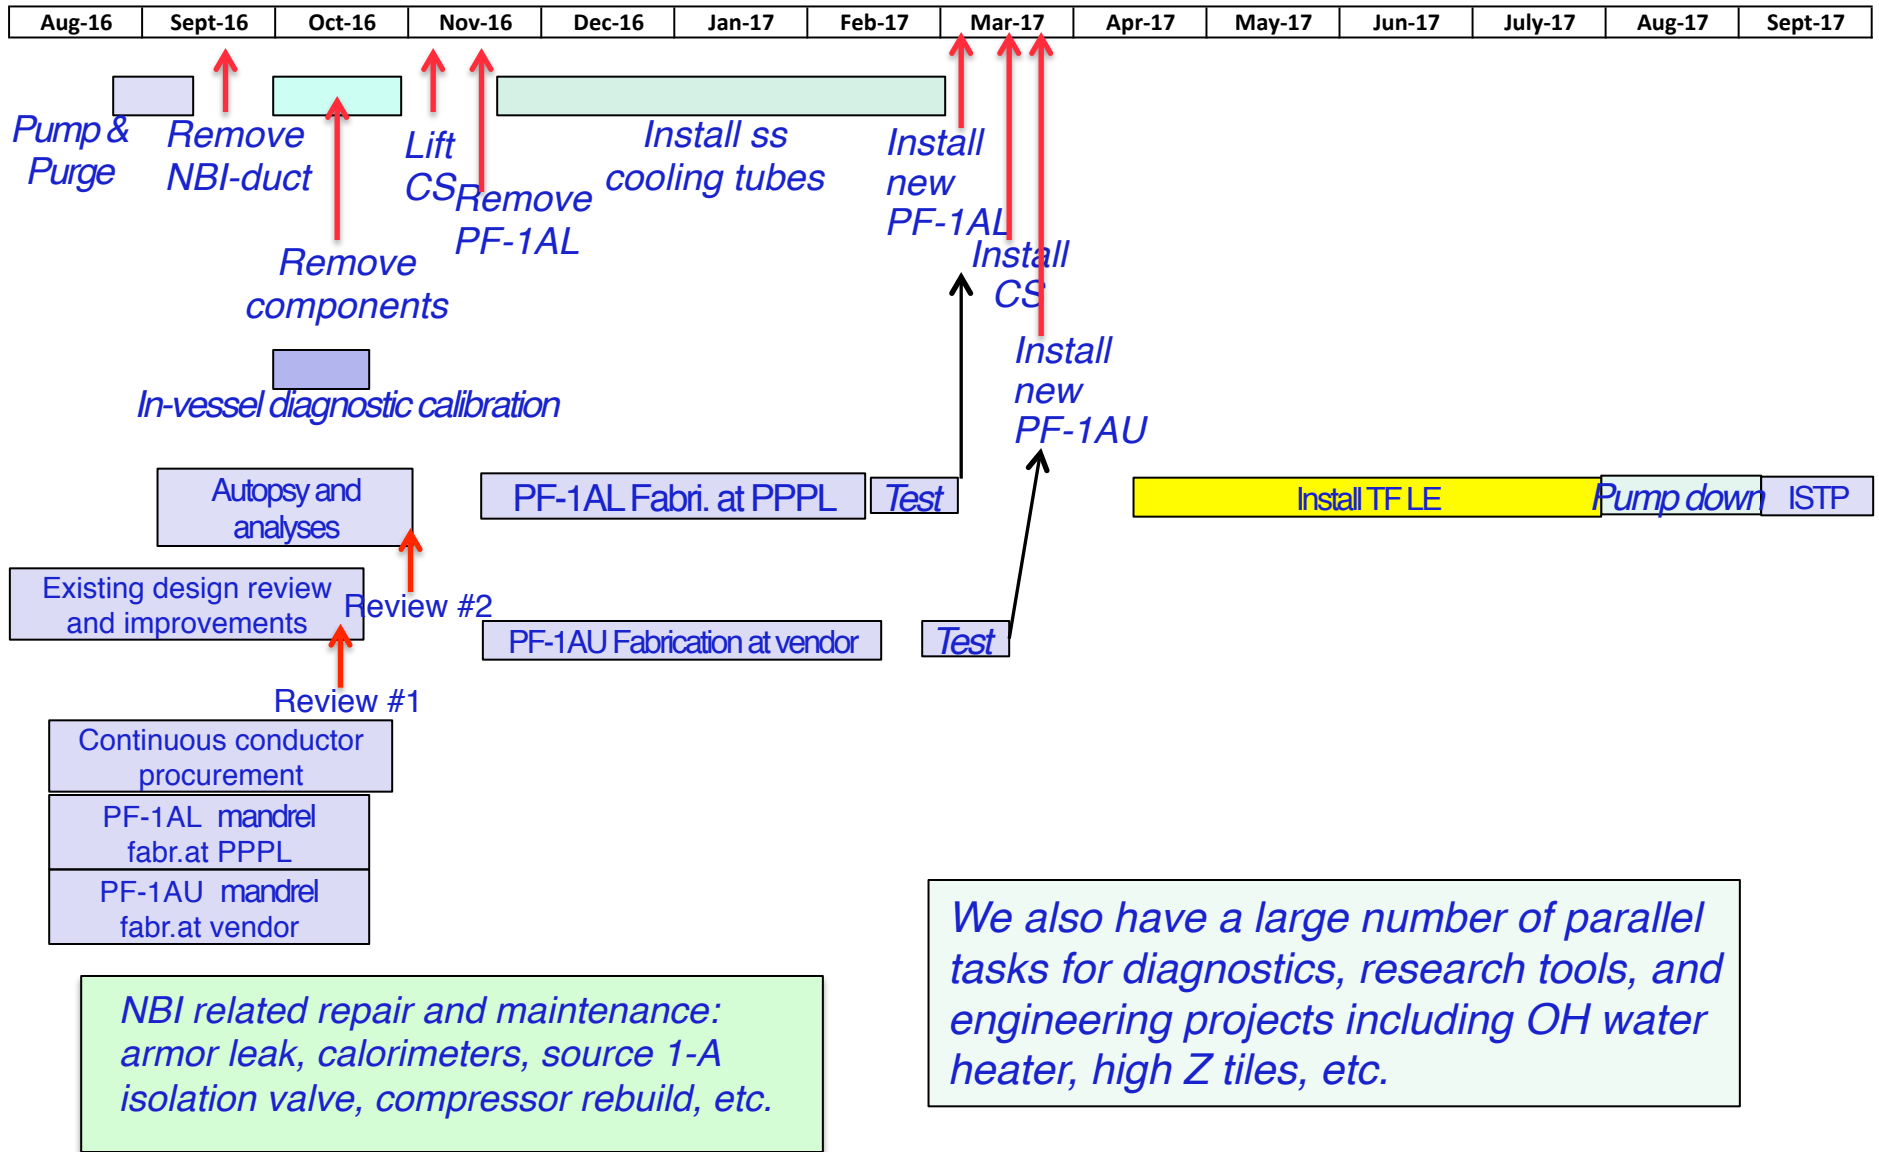 Aug-16 Sept-16 Oct-16 Nov-16 Dec-16 Jan-17 Feb-17 Mar-17 Apr-17 May-17 Jun-17 July-17 Aug-17 Sept-17
Pump &
Purge
Remove
NBI-duct
Lift
CS
Remove
PF-1AL
Install ss
cooling tubes
Install
new
PF-1AL
Remove
components
Install
CS
Install
new
PF-1AU
In-vessel diagnostic calibration
Autopsy and
analyses
PF-1AL Fabri. at PPPL
Test
Install TF LE
Pump down
ISTP
Existing design review
and improvements
Review #2
PF-1AU Fabrication at vendor
Test
Review #1
Continuous conductor
procurement
PF-1AL mandrel
fabr.at PPPL
PF-1AU mandrel
fabr.at vendor
We also have a large number of parallel
tasks for diagnostics, research tools, and
engineering projects including OH water
heater, high Z tiles, etc.
NBI related repair and maintenance:
armor leak, calorimeters, source 1-A
isolation valve, compressor rebuild, etc.